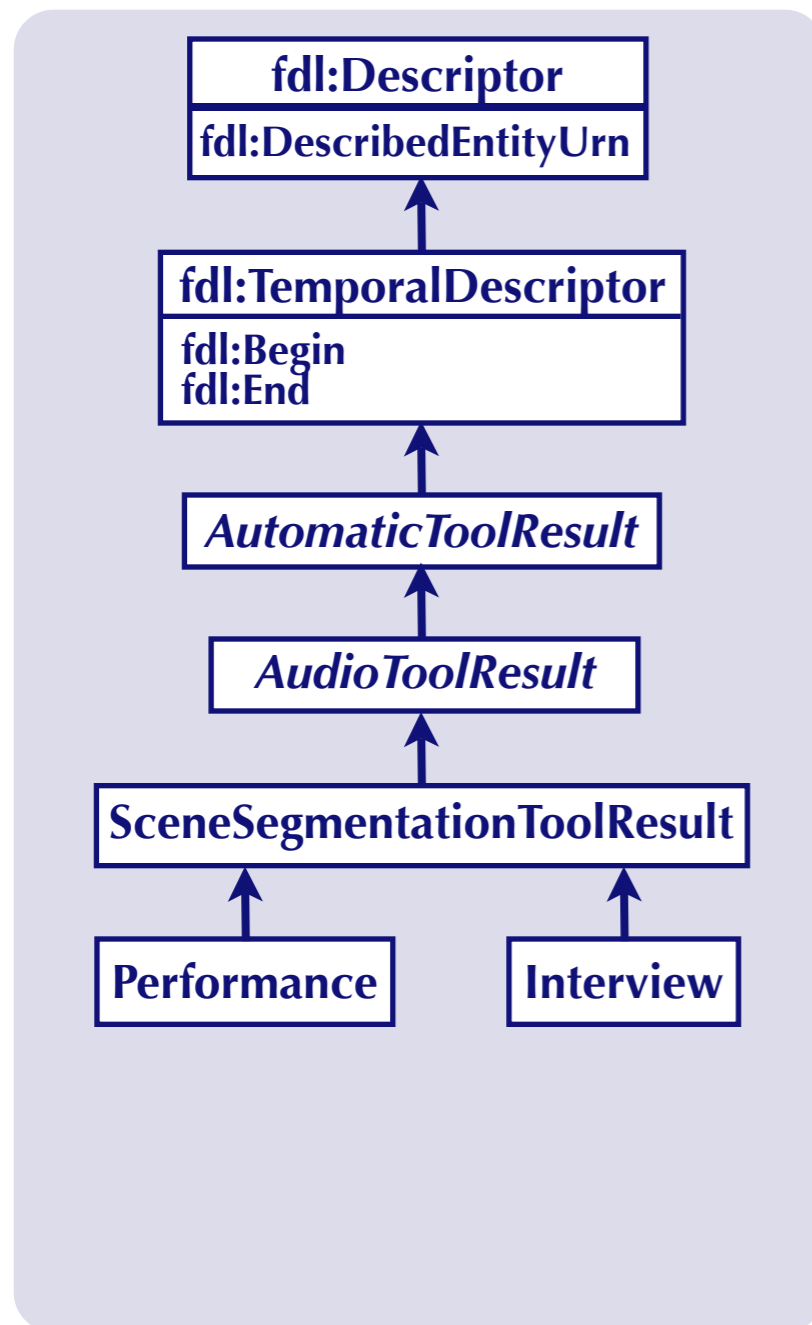 fdl:Descriptor
fdl:DescribedEntityUrn
fdl:TemporalDescriptor
fdl:Begin
fdl:End
AutomaticToolResult
AudioToolResult
SceneSegmentationToolResult
Performance
Interview